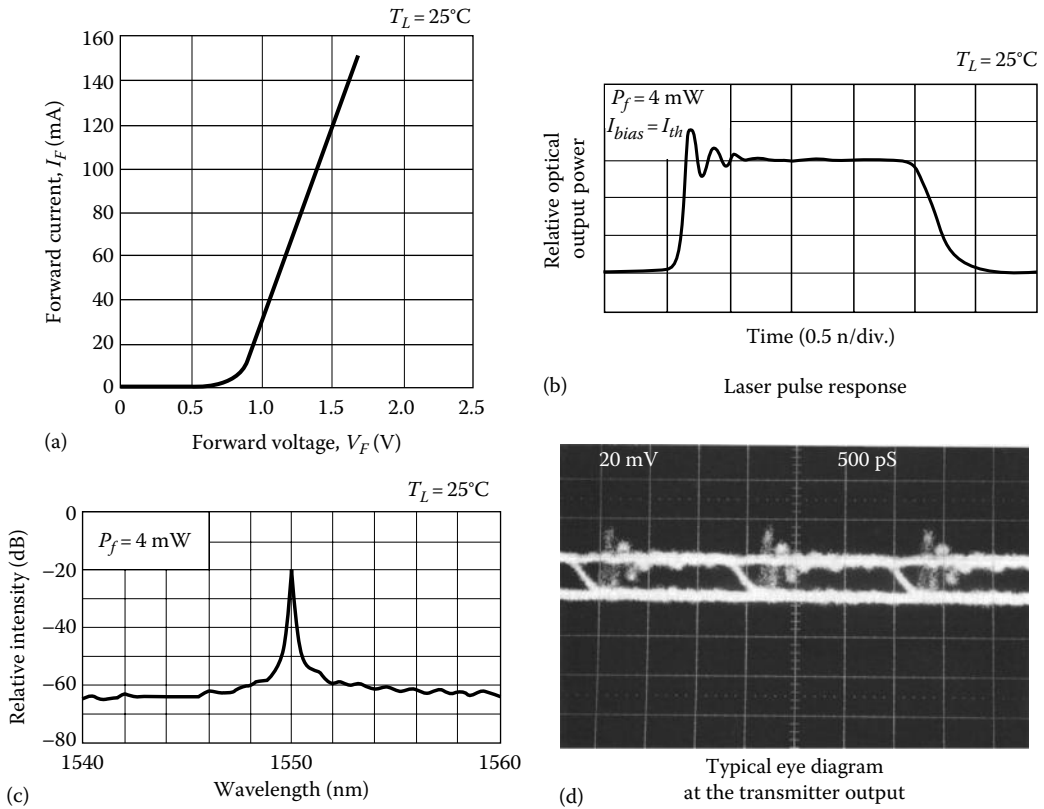 T_L = 25°C
160
140
120
100
80
60
40
20
0
Forward current, I_F (mA)
0 0.5 1.0 1.5 2.0 2.5
Forward voltage, V_F (V)
(a)
T_L = 25°C
P_f = 4 mW
I_bias = I_th
Relative optical
output power
Time (0.5 n/div.)
(b)
Laser pulse response
T_L = 25°C
P_f = 4 mW
0
−20
−40
−60
−80
Relative intensity (dB)
1540 1550 1560
Wavelength (nm)
(c)
20 mV 500 pS
(d)
Typical eye diagram
at the transmitter output